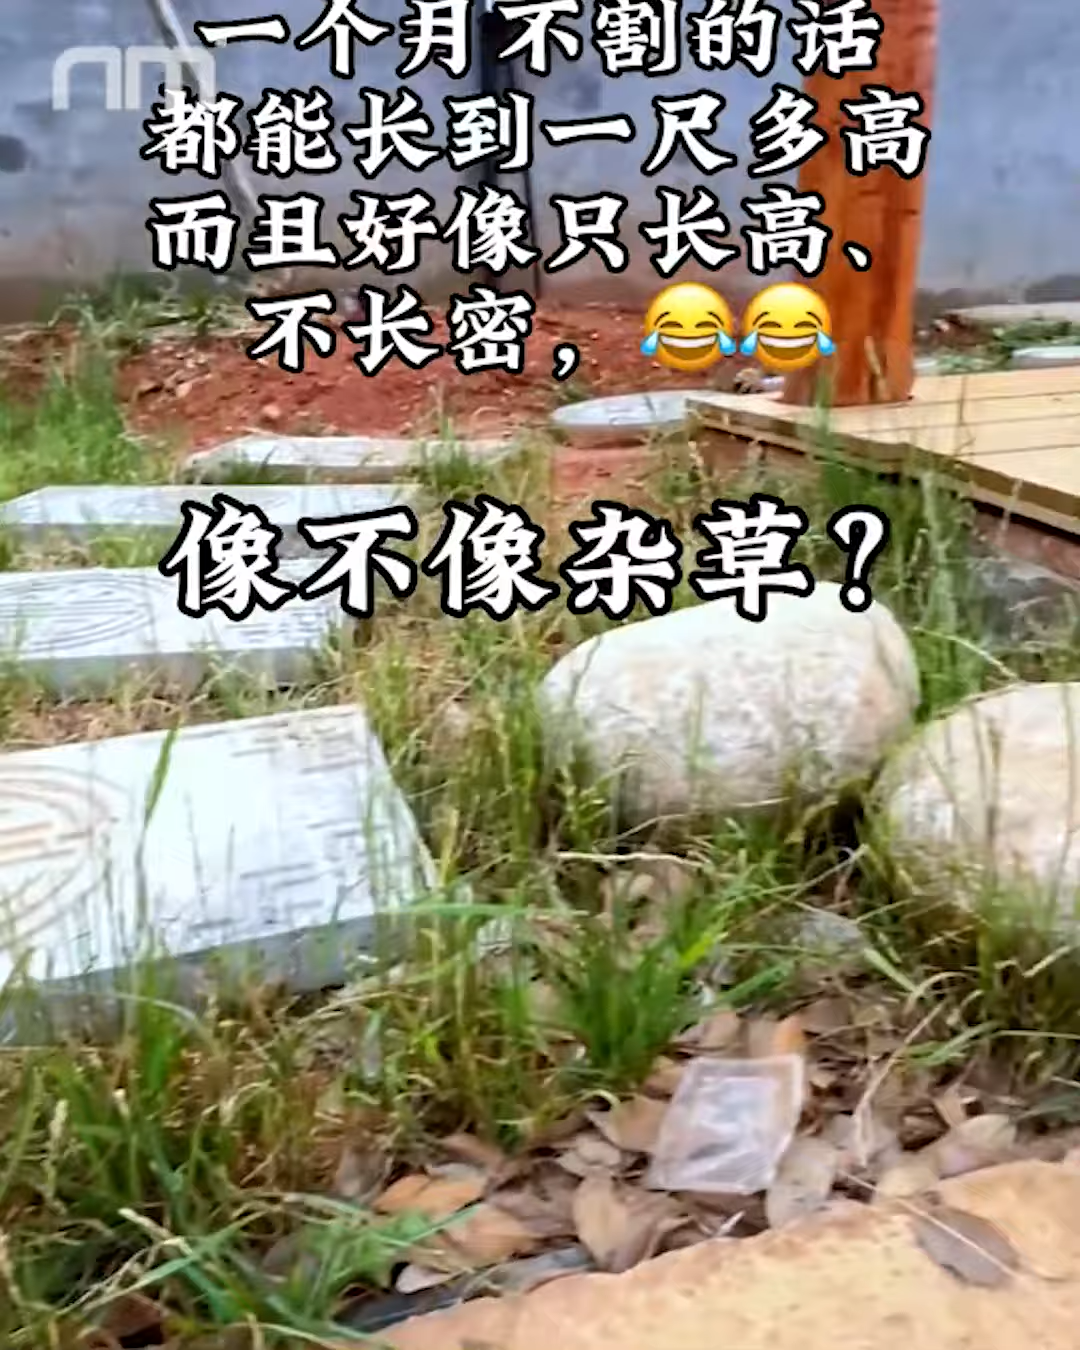 一个月不割的话
nm
都能长到一尺多高
而且好像只长高、
不长密，😂😂
像不像杂草？